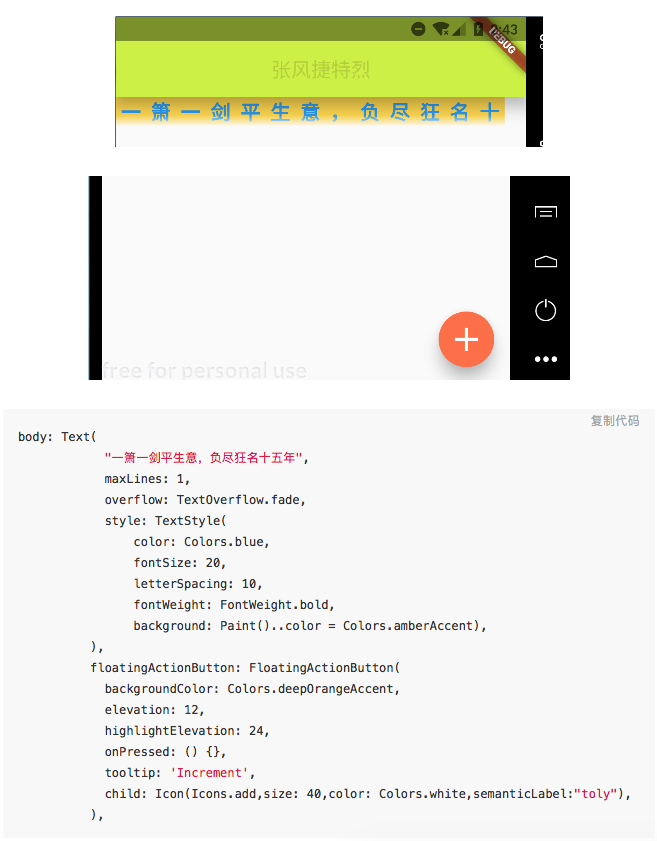 2:43
DEBUG
张风捷特烈
一萧一剑平生意，负尽狂名十
free for personal use
复制代码
body: Text(
"一萧一剑平生意，负尽狂名十五年",
maxLines: 1,
overflow: TextOverflow.fade,
style: TextStyle(
color: Colors.blue,
fontSize: 20,
letterSpacing: 10,
fontWeight: FontWeight.bold,
background: Paint()..color = Colors.amberAccent),
),
floatingActionButton: FloatingActionButton(
backgroundColor: Colors.deepOrangeAccent,
elevation: 12,
highlightElevation: 24,
onPressed: () {},
tooltip: 'Increment',
child: Icon(Icons.add,size: 40,color: Colors.white,semanticLabel:"toly"),
),